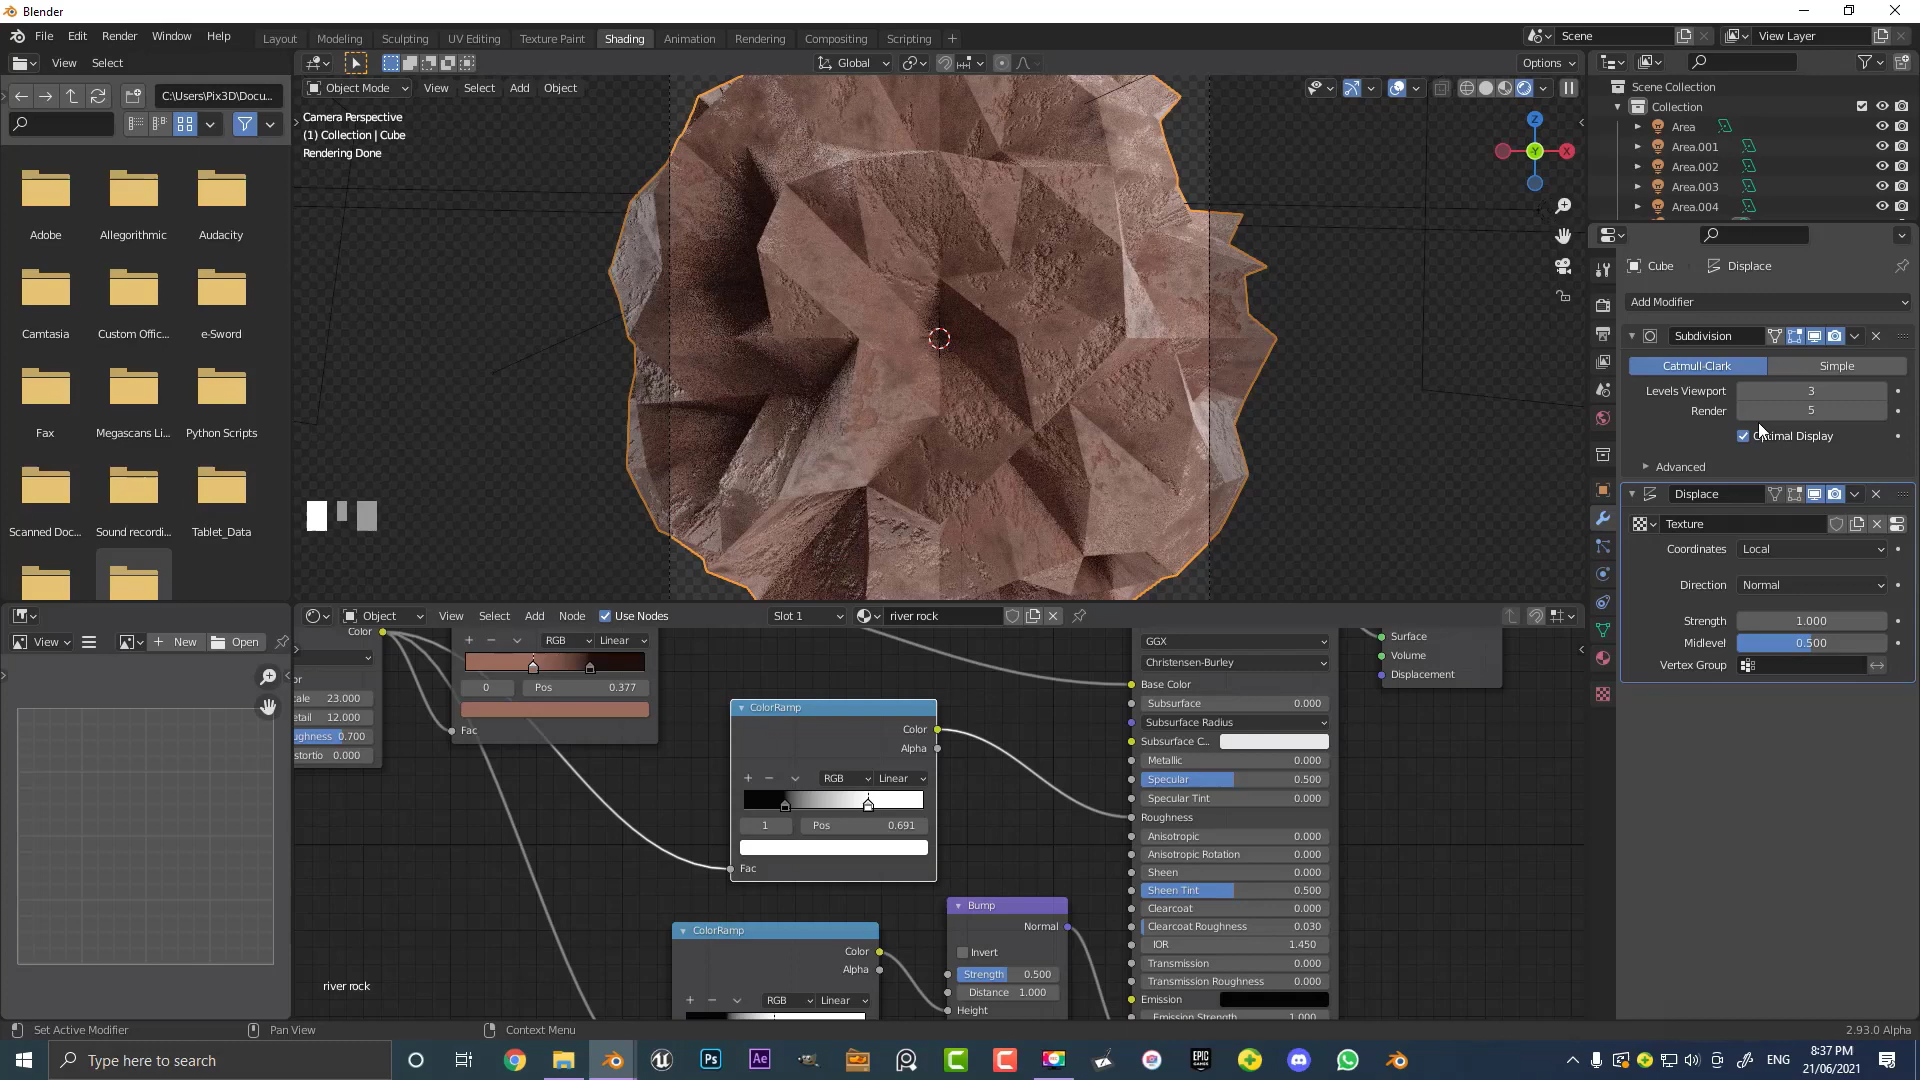 Blender
File Edit Render Window Help
Layout Modeling Sculpting UV Editing Texture Paint Shading Animation Rendering Compositing Scripting
Scene
View Layer
View Select
Global
Options
C:\Users\Pix3D\Docu...
Object Mode View Select Add Object
Camera Perspective
(1) Collection | Cube
Rendering Done
Z
Y
X
Adobe
Allegorithmic
Audacity
Camtasia
Custom Offic...
e-Sword
Fax
Megascans Li...
Python Scripts
Scanned Doc...
Sound recordi...
Tablet_Data
Scene Collection
Collection
Area
Area.001
Area.002
Area.003
Area.004
Cube
Displace
Add Modifier
Subdivision
Catmull-Clark
Simple
Levels Viewport 3
Render 5
Optimal Display
Advanced
Displace
Texture
Coordinates Local
Direction Normal
Strength 1.000
Midlevel 0.500
Vertex Group
View
New
Open
Object View Select Add Node Use Nodes
Slot 1
river rock
Color
23.000
12.000
0.700
0.000
RGB Linear
0 Pos 0.377
Fac
ColorRamp
Color
Alpha
RGB Linear
1 Pos 0.691
Fac
ColorRamp
Color
Alpha
RGB Linear
Bump
Normal
Invert
Strength 0.500
Distance 1.000
Height
GGX
Christensen-Burley
Base Color
Subsurface 0.000
Subsurface Radius
Subsurface C...
Metallic 0.000
Specular 0.500
Specular Tint 0.000
Roughness
Anisotropic 0.000
Anisotropic Rotation 0.000
Sheen 0.000
Sheen Tint 0.500
Clearcoat 0.000
Clearcoat Roughness 0.030
IOR 1.450
Transmission 0.000
Transmission Roughness 0.000
Emission
Emission Strength 1.000
Surface
Volume
Displacement
river rock
Set Active Modifier
Pan View
Context Menu
2.93.0 Alpha
Type here to search
Ps
Ae
EPIC GAMES
ENG
8:37 PM
21/06/2021